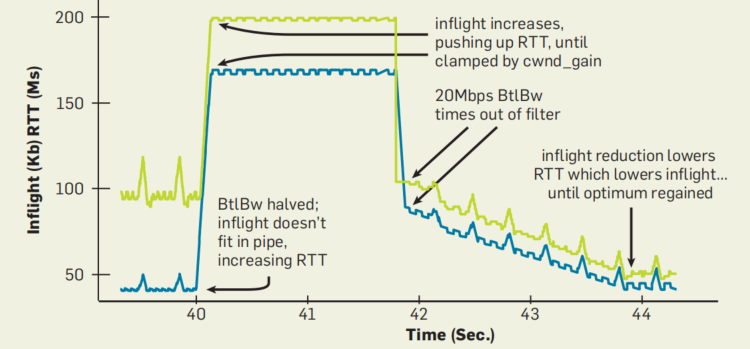 200
150
100
50
Inflight (Kb) RTT (Ms)
inflight increases,
pushing up RTT, until
clamped by cwnd_gain
20Mbps BtlBw
times out of filter
inflight reduction lowers
RTT which lowers inflight...
until optimum regained
BtlBw halved;
inflight doesn't
fit in pipe,
increasing RTT
40
41
42
43
44
Time (Sec.)